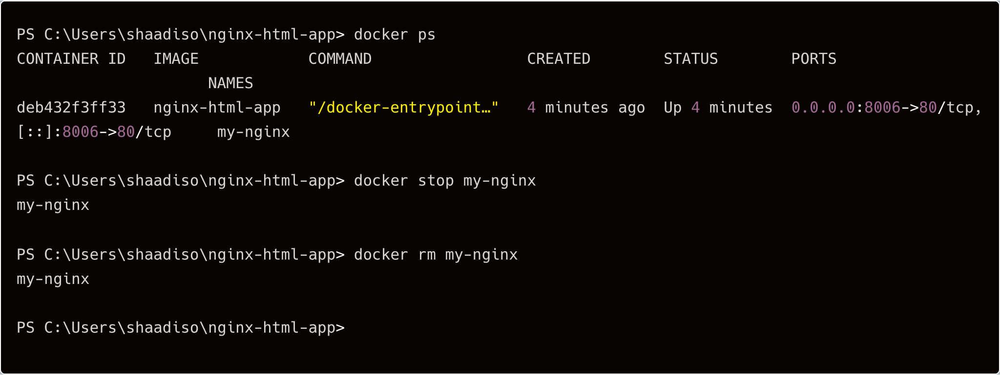 PS C:\Users\shaadiso\nginx-html-app> docker ps
CONTAINER ID   IMAGE            COMMAND                 CREATED        STATUS        PORTS
                     NAMES
deb432f3ff33   nginx-html-app   "/docker-entrypoint…"   4 minutes ago  Up 4 minutes  0.0.0.0:8006->80/tcp,
[::]:8006->80/tcp     my-nginx
PS C:\Users\shaadiso\nginx-html-app> docker stop my-nginx
my-nginx
PS C:\Users\shaadiso\nginx-html-app> docker rm my-nginx
my-nginx
PS C:\Users\shaadiso\nginx-html-app>